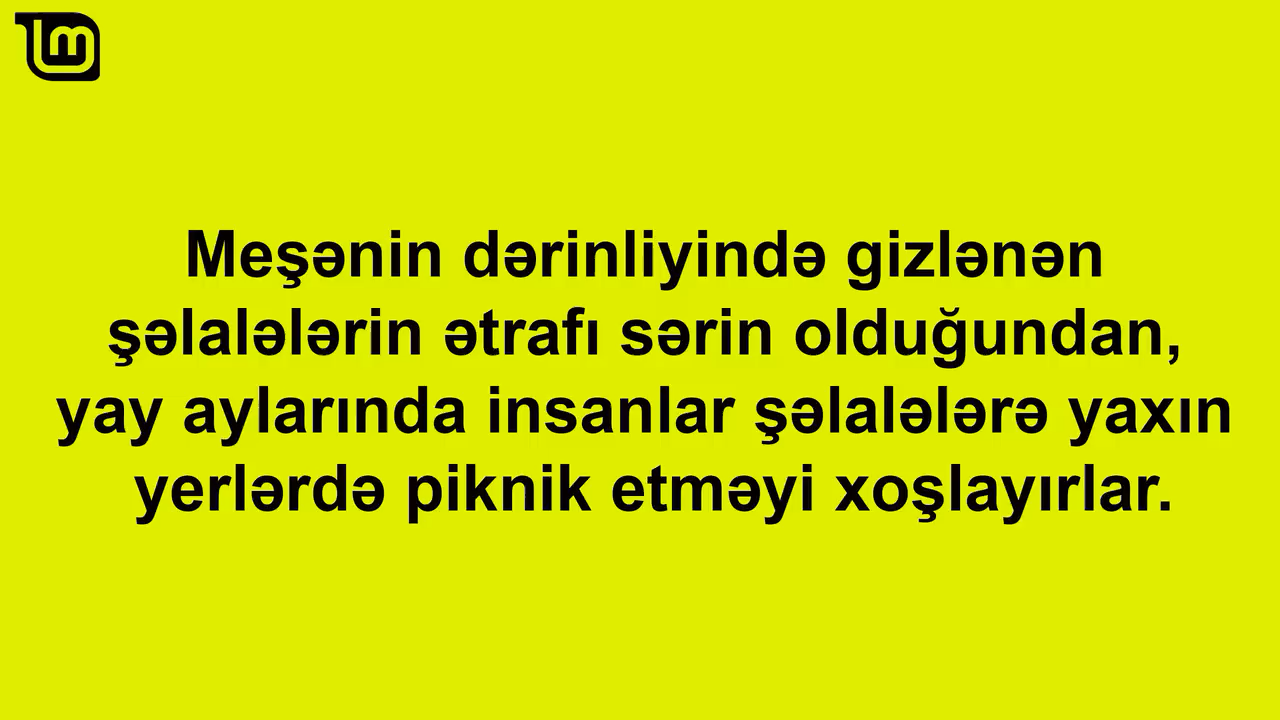 Meşənin dərinliyində gizlənən
şəlalələrin ətrafı sərin olduğundan,
yay aylarında insanlar şəlalələrə yaxın
yerlərdə piknik etməyi xoşlayırlar.